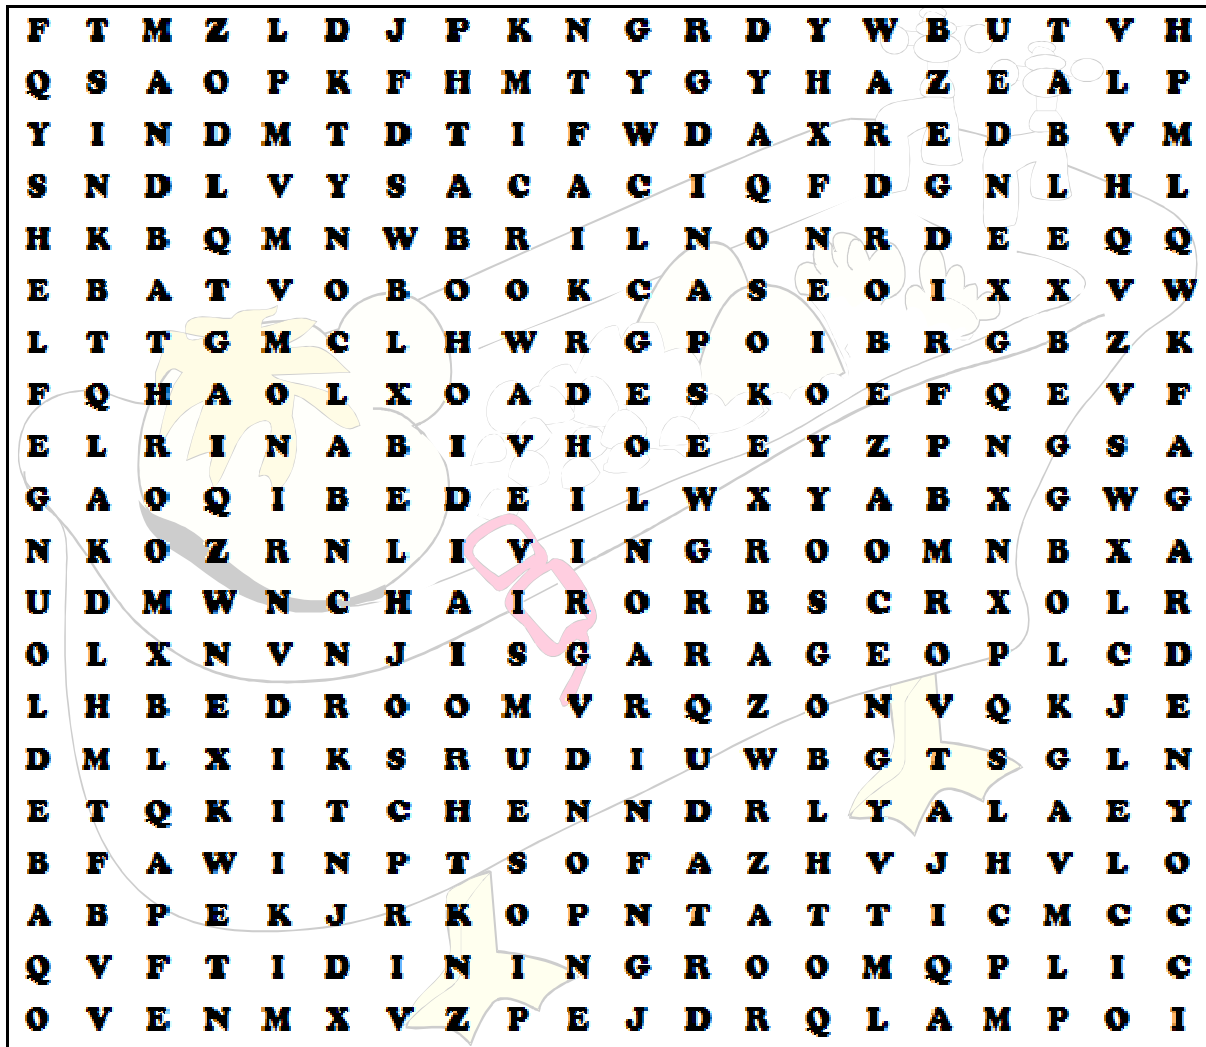 F T M Z L D J P K N G R D Y W B U T V H
Q S A O P K F H M T Y G Y H A Z E A L P
Y I N D M T D T I F W D A X R E D B V M
S N D L V Y S A C A C I Q F D G N L H L
H K B Q M N W B R I L N O N R D E E Q Q
E B A T V O B O O K C A S E O I X X V W
L T T G M C L H W R G P O I B R G B Z K
F Q H A O L X O A D E S K O E F Q E V F
E L R I N A B I V H O E E Y Z P N G S A
G A O Q I B E D E I L W X Y A B X G W G
N K O Z R N L I V I N G R O O M N B X A
U D M W N C H A I R O R B S C R X O L R
O L X N V N J I S G A R A G E O P L C D
L H B E D R O O M V R Q Z O N V Q K J E
D M L X I K S R U D I U W B G T S G L N
E T Q K I T C H E N N D R L Y A L A E Y
B F A W I N P T S O F A Z H V J H V L O
A B P E K J R K O P N T A T T I C M C C
Q V F T I D I N I N G R O O M Q P L I C
O V E N M X V Z P E J D R Q L A M P O I